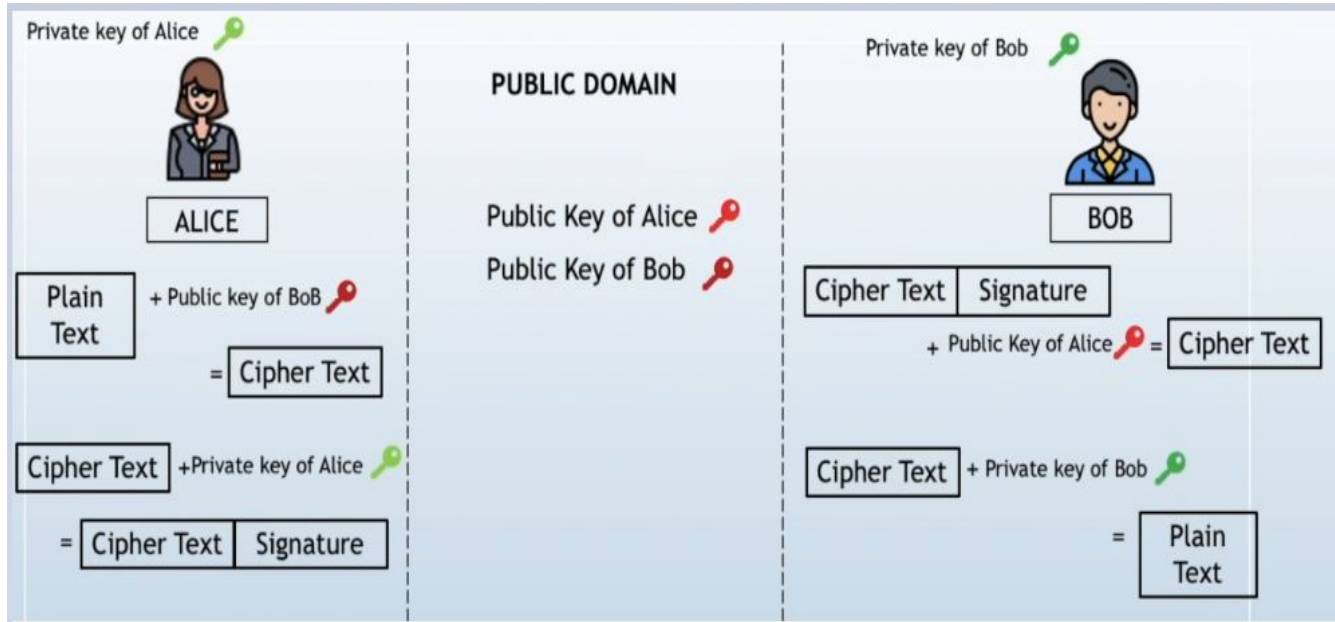 Private key of Alice
ALICE
Plain
Text
+ Public key of BoB
= Cipher Text
Cipher Text +Private key of Alice
= Cipher Text Signature
PUBLIC DOMAIN
Public Key of Alice
Public Key of Bob
Private key of Bob
BOB
Cipher Text Signature
+ Public Key of Alice = Cipher Text
Cipher Text + Private key of Bob
=
Plain
Text